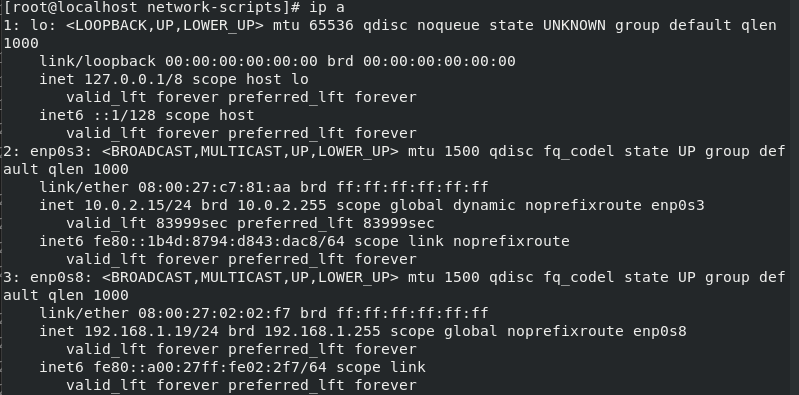 [root@localhost network-scripts]# ip a
1: lo: <LOOPBACK,UP,LOWER_UP> mtu 65536 qdisc noqueue state UNKNOWN group default qlen
1000
    link/loopback 00:00:00:00:00:00 brd 00:00:00:00:00:00
    inet 127.0.0.1/8 scope host lo
       valid_lft forever preferred_lft forever
    inet6 ::1/128 scope host
       valid_lft forever preferred_lft forever
2: enp0s3: <BROADCAST,MULTICAST,UP,LOWER_UP> mtu 1500 qdisc fq_codel state UP group def
ault qlen 1000
    link/ether 08:00:27:c7:81:aa brd ff:ff:ff:ff:ff:ff
    inet 10.0.2.15/24 brd 10.0.2.255 scope global dynamic noprefixroute enp0s3
       valid_lft 83999sec preferred_lft 83999sec
    inet6 fe80::1b4d:8794:d843:dac8/64 scope link noprefixroute
       valid_lft forever preferred_lft forever
3: enp0s8: <BROADCAST,MULTICAST,UP,LOWER_UP> mtu 1500 qdisc fq_codel state UP group def
ault qlen 1000
    link/ether 08:00:27:02:02:f7 brd ff:ff:ff:ff:ff:ff
    inet 192.168.1.19/24 brd 192.168.1.255 scope global noprefixroute enp0s8
       valid_lft forever preferred_lft forever
    inet6 fe80::a00:27ff:fe02:2f7/64 scope link
       valid_lft forever preferred_lft forever